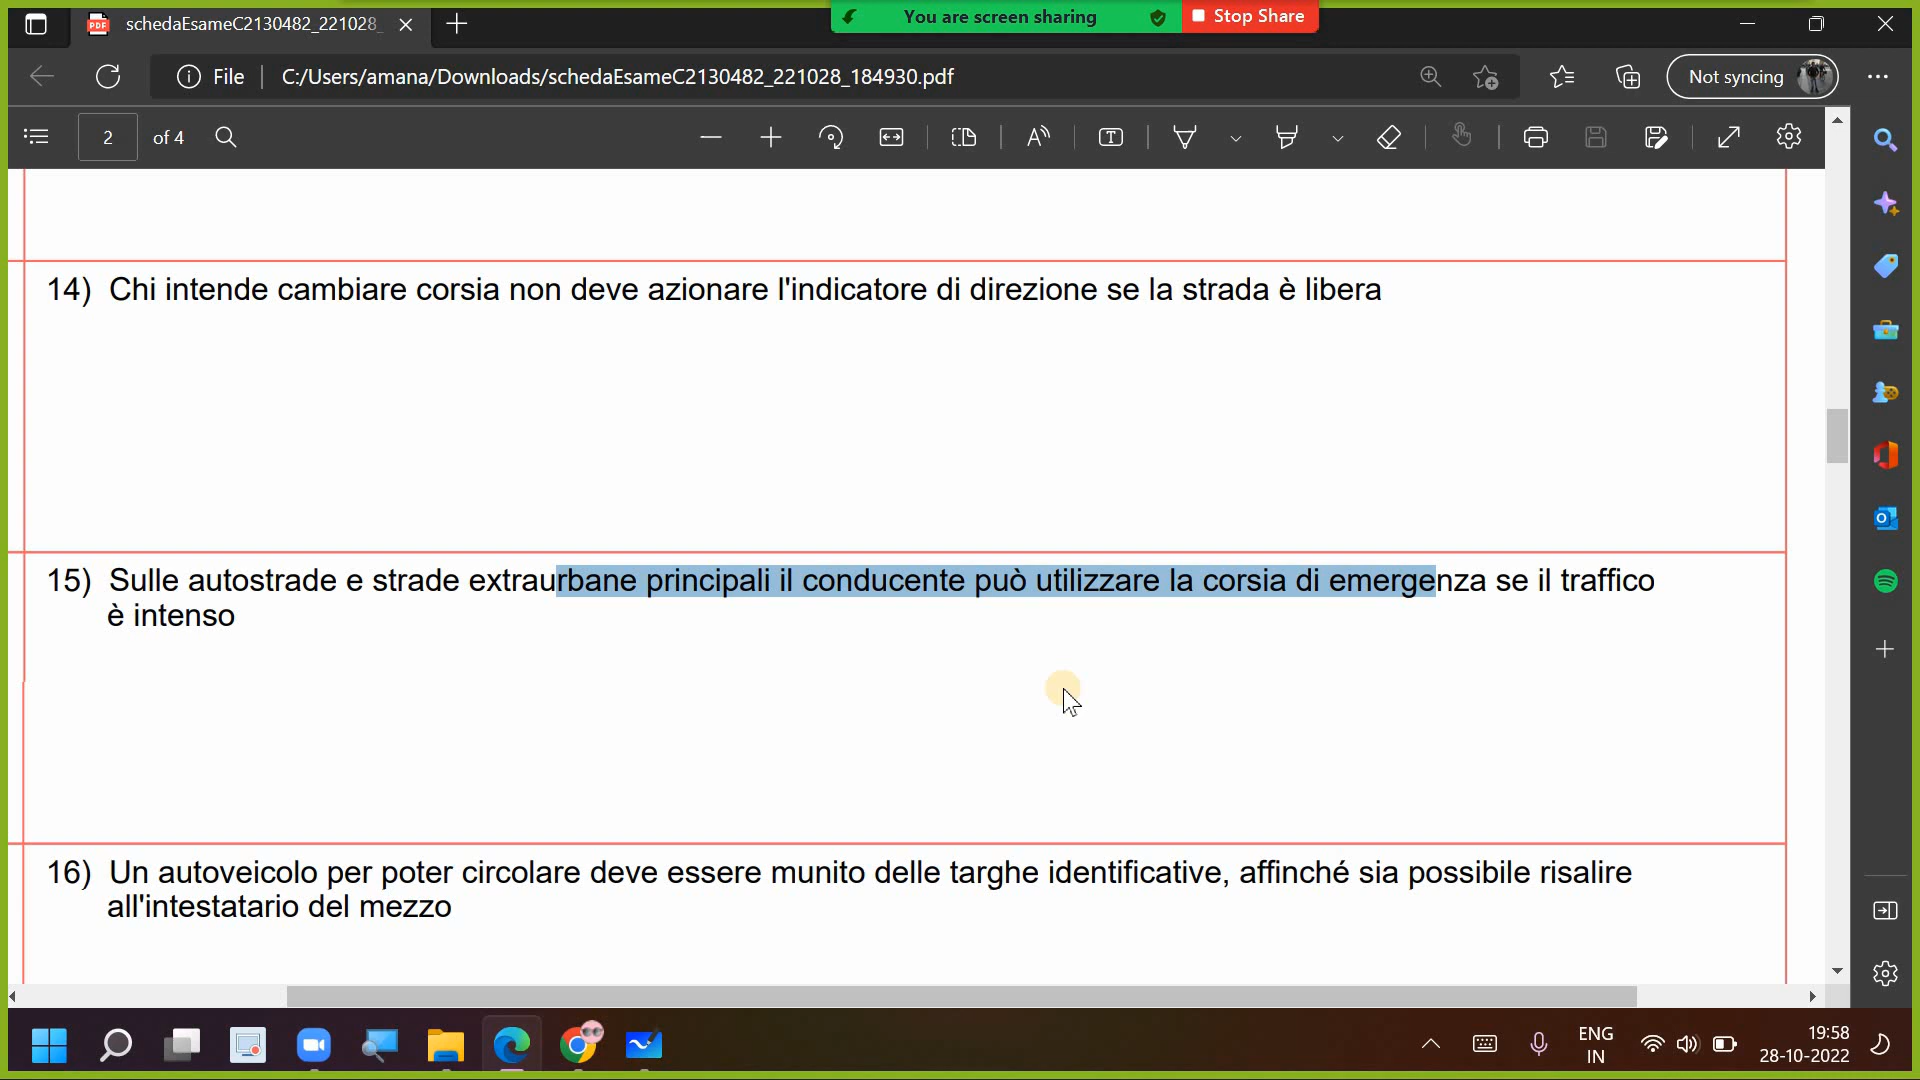 schedaEsameC2130482_221028_
You are screen sharing
Stop Share
File
C:/Users/amana/Downloads/schedaEsameC2130482_221028_184930.pdf
Not syncing
2
of 4
14) Chi intende cambiare corsia non deve azionare l'indicatore di direzione se la strada è libera
15) Sulle autostrade e strade extraurbane principali il conducente può utilizzare la corsia di emergenza se il traffico
è intenso
16) Un autoveicolo per poter circolare deve essere munito delle targhe identificative, affinché sia possibile risalire
all'intestatario del mezzo
ENG
IN
19:58
28-10-2022